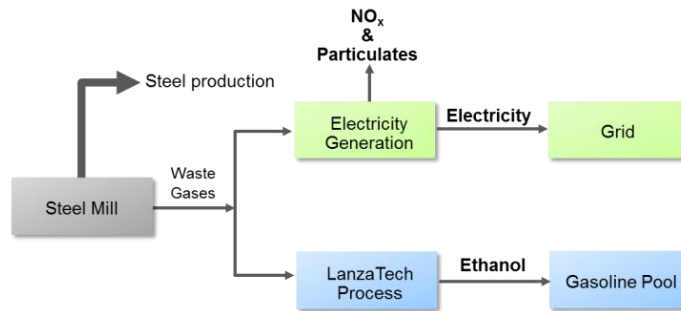 NOx
&
Particulates
Steel production
Electricity
Generation
Electricity
Grid
Waste
Gases
Steel Mill
LanzaTech
Process
Ethanol
Gasoline Pool